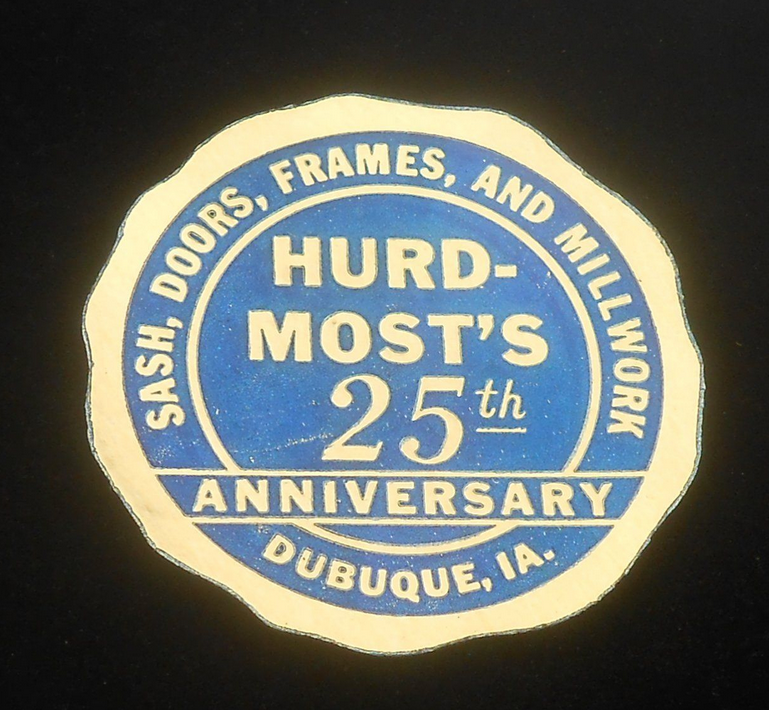 SASH, DOORS, FRAMES, AND MILLWORK
HURD-
MOST'S
25th
ANNIVERSARY
DUBUQUE, IA.